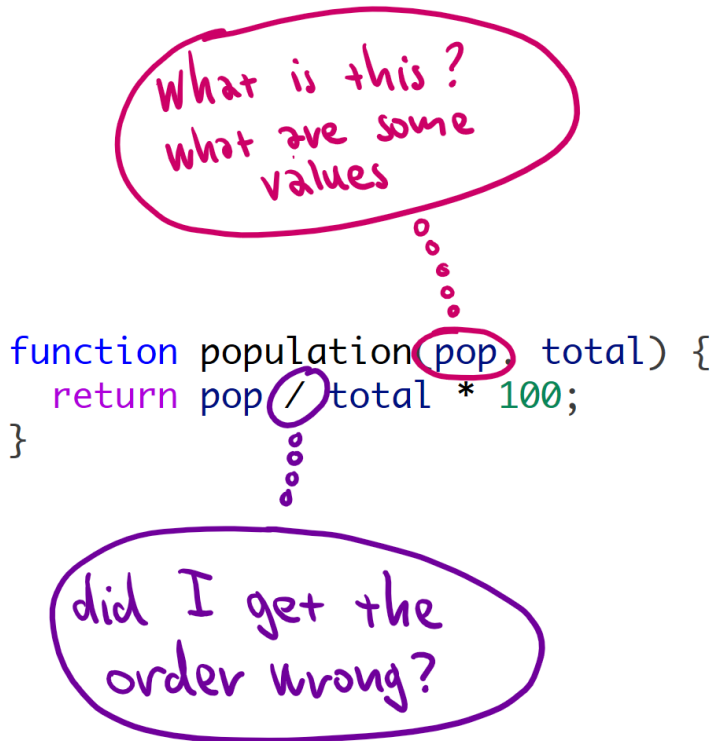 What is this?
what are some
values
function population(pop, total) {
return pop / total * 100;
}
did I get the
order wrong?